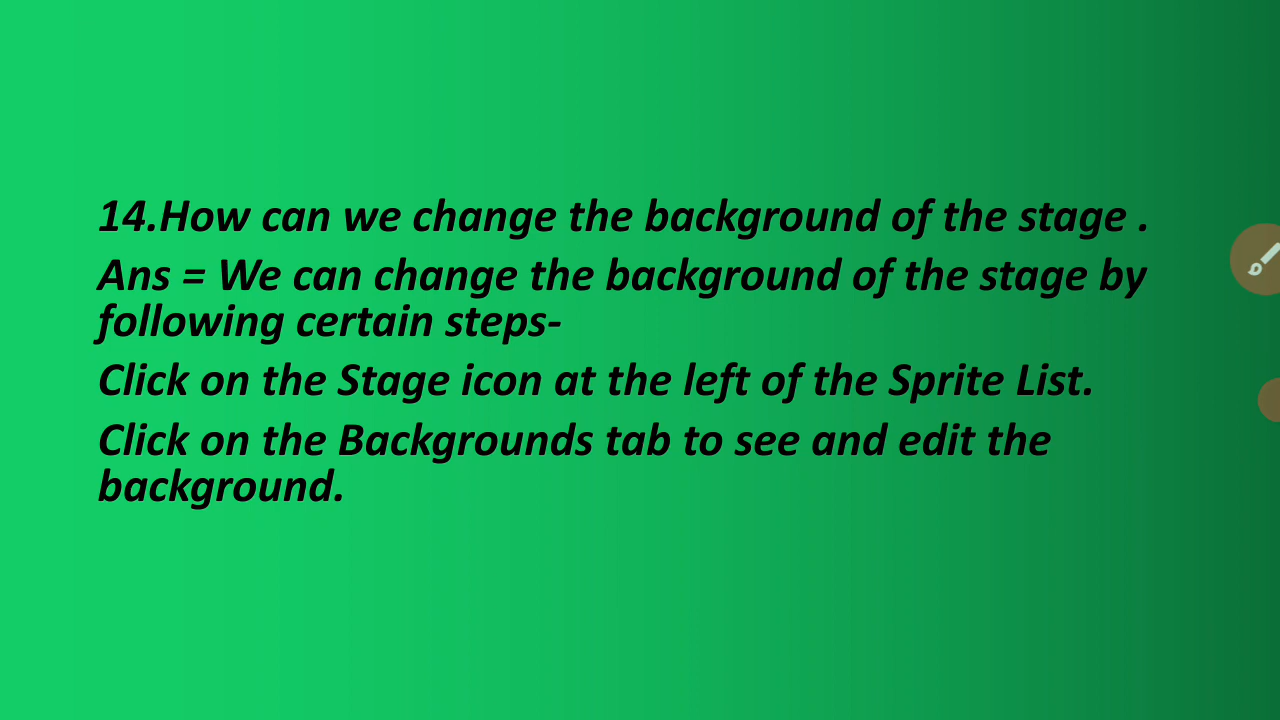 14.How can we change the background of the stage .
Ans = We can change the background of the stage by
following certain steps-
Click on the Stage icon at the left of the Sprite List.
Click on the Backgrounds tab to see and edit the
background.